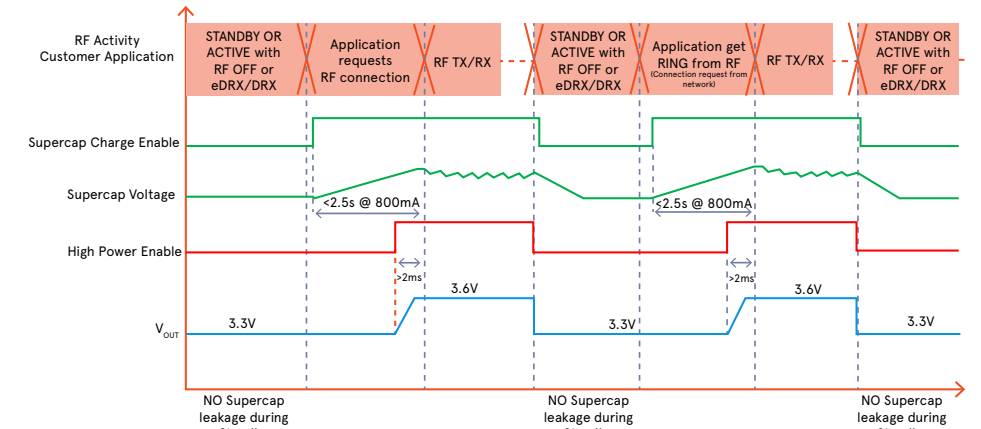 RF Activity
Customer Application
STANDBY OR
ACTIVE with
RF OFF or
eDRX/DRX
Application
requests
RF connection
RF TX/RX
STANDBY OR
ACTIVE with
RF OFF or
eDRX/DRX
Application get
RING from RF
(Connection request from
network)
RF TX/RX
STANDBY OR
ACTIVE with
RF OFF or
eDRX/DRX
Supercap Charge Enable
Supercap Voltage
<2.5s @ 800mA
<2.5s @ 800mA
High Power Enable
>2ms
>2ms
VOUT
3.3V
3.6V
3.3V
3.6V
3.3V
NO Supercap
leakage during
NO Supercap
leakage during
NO Supercap
leakage during